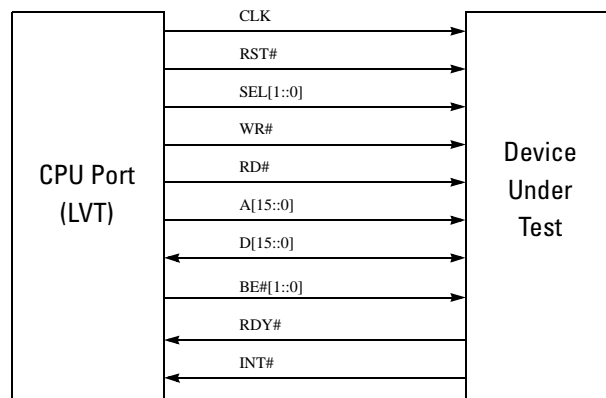 CLK
RST#
SEL[1::0]
WR#
RD#
A[15::0]
D[15::0]
BE#[1::0]
RDY#
INT#
CPU Port
(LVT)
Device
Under
Test